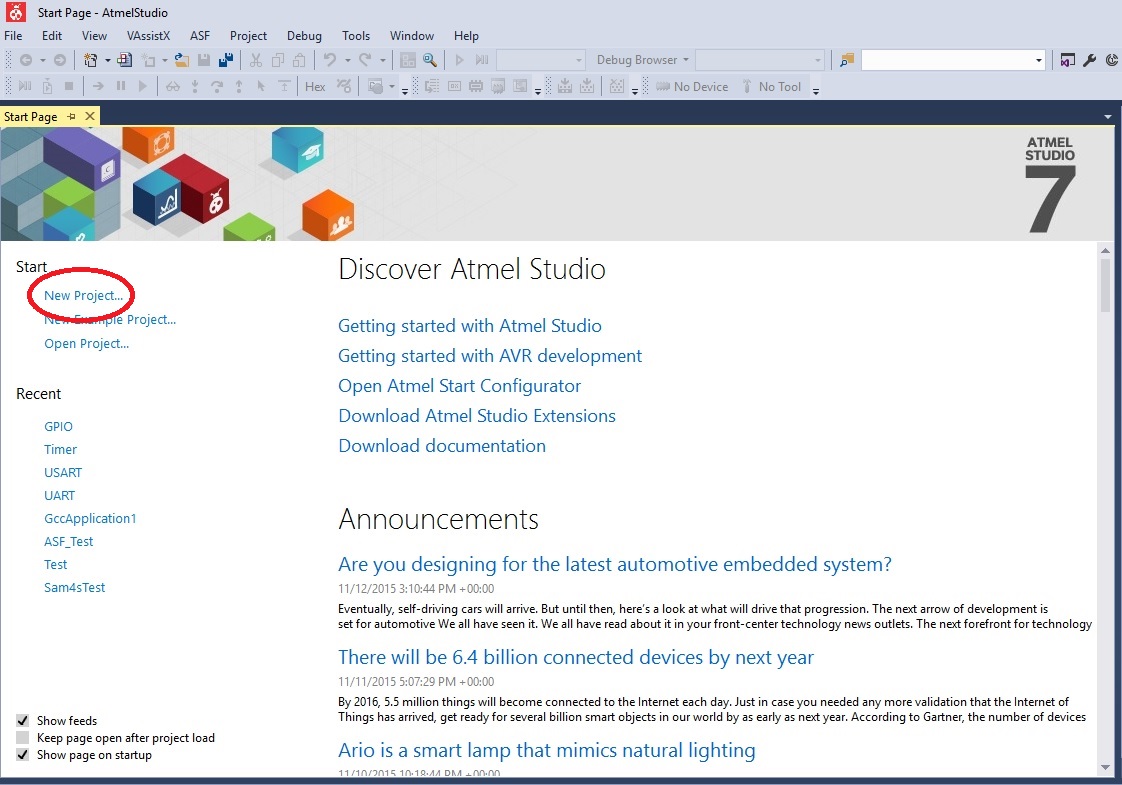 Start Page - AtmelStudio
File Edit View VAssistX ASF Project Debug Tools Window Help
Debug Browser
Hex No Device No Tool
Start Page
ATMEL
STUDIO
7
Start
New Project...
New Example Project...
Open Project...
Recent
GPIO
Timer
USART
UART
GccApplication1
ASF_Test
Test
Sam4sTest
Show feeds
Keep page open after project load
Show page on startup
Discover Atmel Studio
Getting started with Atmel Studio
Getting started with AVR development
Open Atmel Start Configurator
Download Atmel Studio Extensions
Download documentation
Announcements
Are you designing for the latest automotive embedded system?
11/12/2015 3:10:44 PM +00:00
Eventually, self-driving cars will arrive. But until then, here's a look at what will drive that progression. The next arrow of development is
set for automotive We all have seen it. We all have read about it in your front-center technology news outlets. The next forefront for technology
There will be 6.4 billion connected devices by next year
11/11/2015 5:07:29 PM +00:00
By 2016, 5.5 million things will become connected to the Internet each day. Just in case you needed any more validation that the Internet of
Things has arrived, get ready for several billion smart objects in our world by as early as next year. According to Gartner, the number of devices
Ario is a smart lamp that mimics natural lighting
11/10/2015 10:18:44 PM +00:00